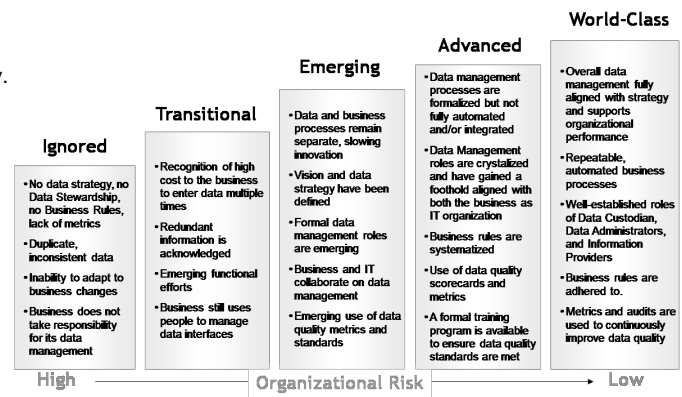 y.
Ignored
•No data strategy, no
Data Stewardship,
no Business Rules,
lack of metrics
•Duplicate,
inconsistent data
•Inability to adapt to
business changes
•Business does not
take responsibility
for its data
management
Transitional
•Recognition of high
cost to the business
to enter data multiple
times
•Redundant
information is
acknowledged
•Emerging functional
efforts
•Business still uses
people to manage
data interfaces
Emerging
•Data and business
processes remain
separate, slowing
innovation
•Vision and data
strategy have been
defined
•Formal data
management roles
are emerging
•Business and IT
collaborate on data
management
•Emerging use of data
quality metrics and
standards
Advanced
•Data management
processes are
formalized but not
fully automated
and/or integrated
•Data Management
roles are crystalized
and have gained a
foothold aligned with
both the business as
IT organization
•Business rules are
systematized
•Use of data quality
scorecards and
metrics
•A formal training
program is available
to ensure data quality
standards are met
World-Class
•Overall data
management fully
aligned with strategy
and supports
organizational
performance
•Repeatable,
automated business
processes
•Well-established roles
of Data Custodian,
Data Administrators,
and Information
Providers
•Business rules are
adhered to.
•Metrics and audits are
used to continuously
improve data quality
High Organizational Risk Low